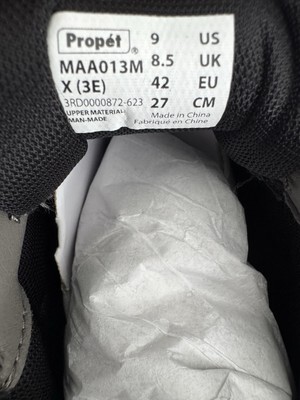 Propét® 9 US
MAA013M 8.5 UK
X (3E) 42 EU
3RD0000872-623 27 CM
UPPER MATERIAL Made in China
MAN-MADE. Fabriqué en Chine